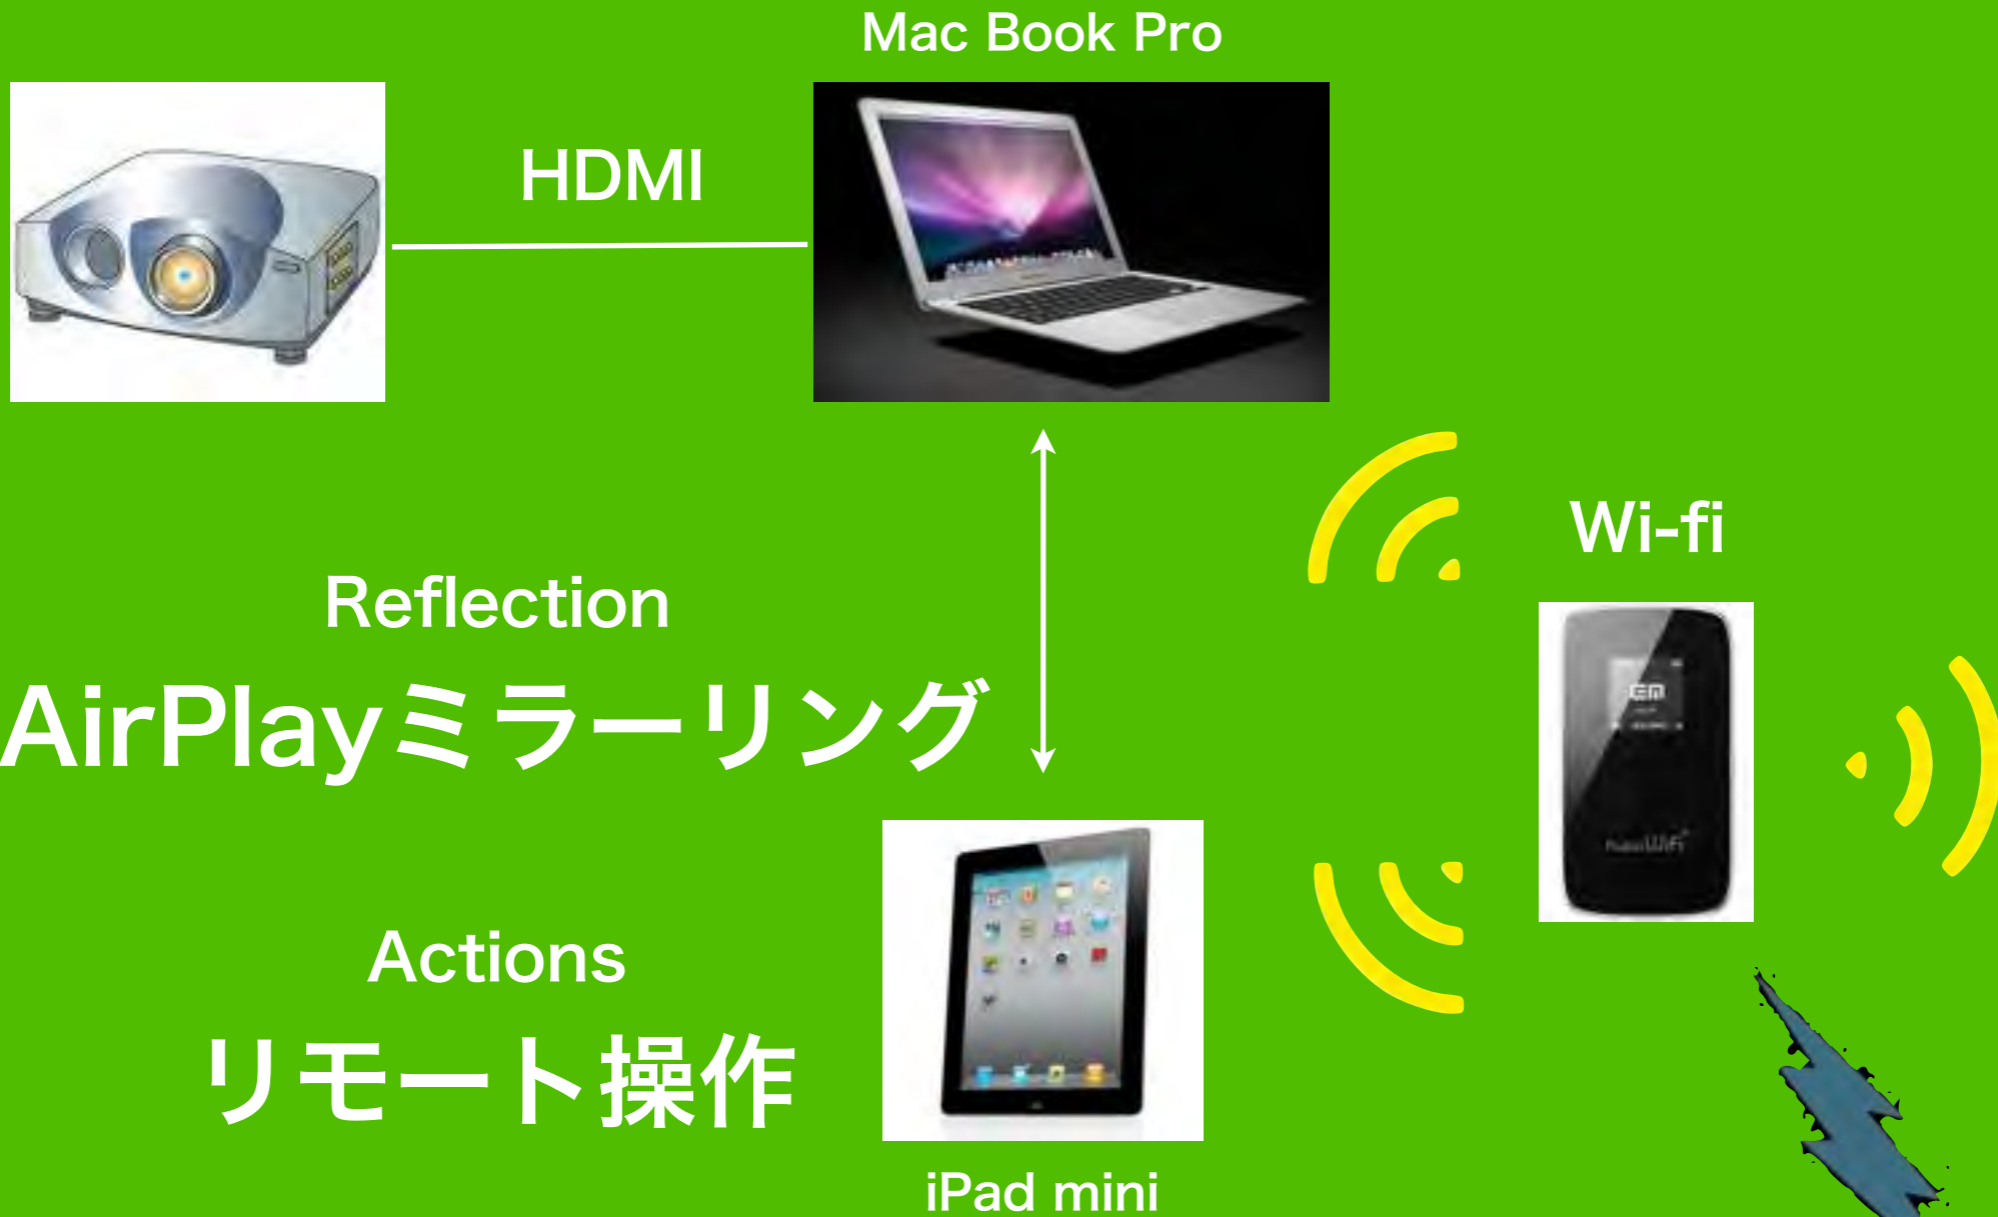 Mac Book Pro
HDMI
Wi-fi
Reflection
AirPlayミラーリング
Actions
リモート操作
iPad mini